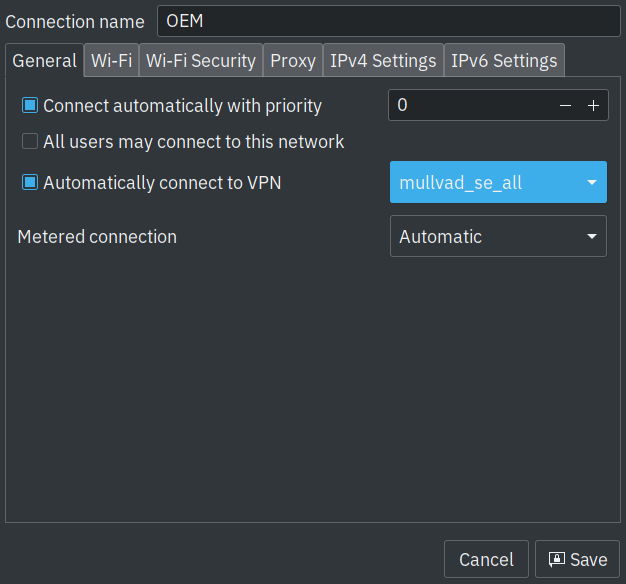 Connection name OEM
General Wi-Fi Wi-Fi Security Proxy IPv4 Settings IPv6 Settings
Connect automatically with priority 0 − +
All users may connect to this network
Automatically connect to VPN mullvad_se_all
Metered connection Automatic
Cancel Save